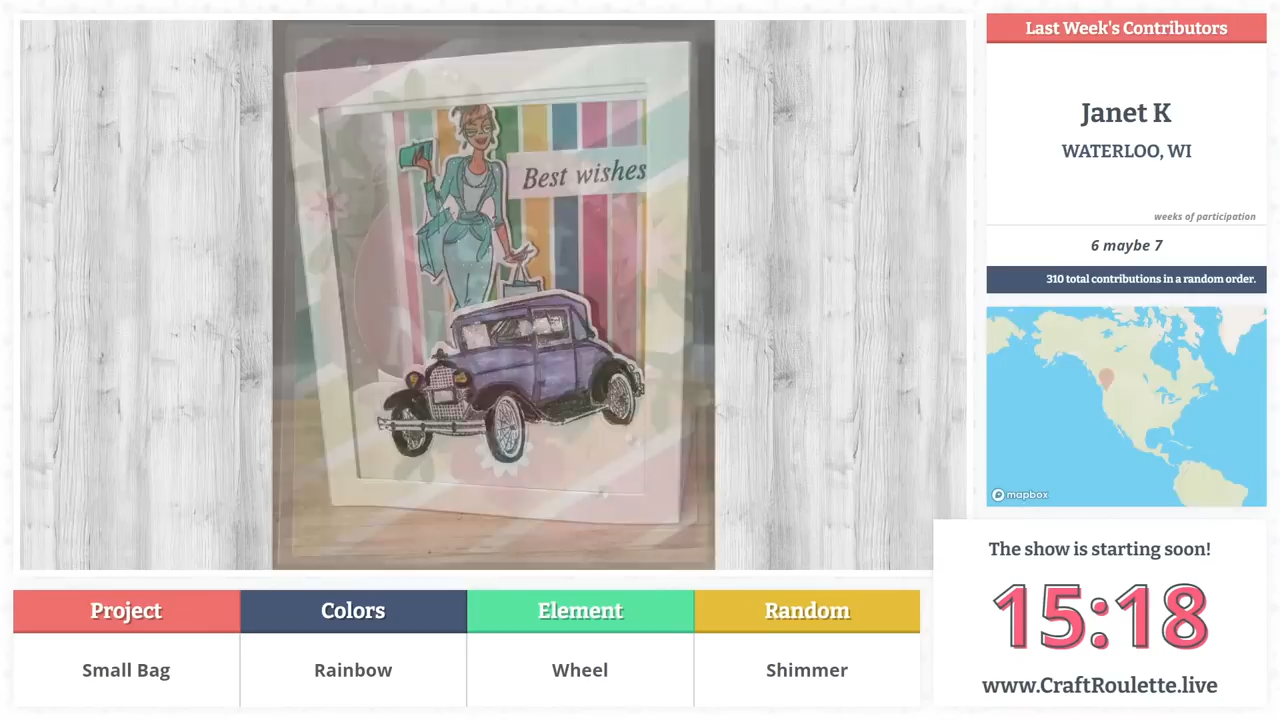 Best wishes
Last Week's Contributors
Janet K
WATERLOO, WI
weeks of participation
6 maybe 7
310 total contributions in a random order.
mapbox
The show is starting soon!
15:18
www.CraftRoulette.live
Project
Colors
Element
Random
Small Bag
Rainbow
Wheel
Shimmer